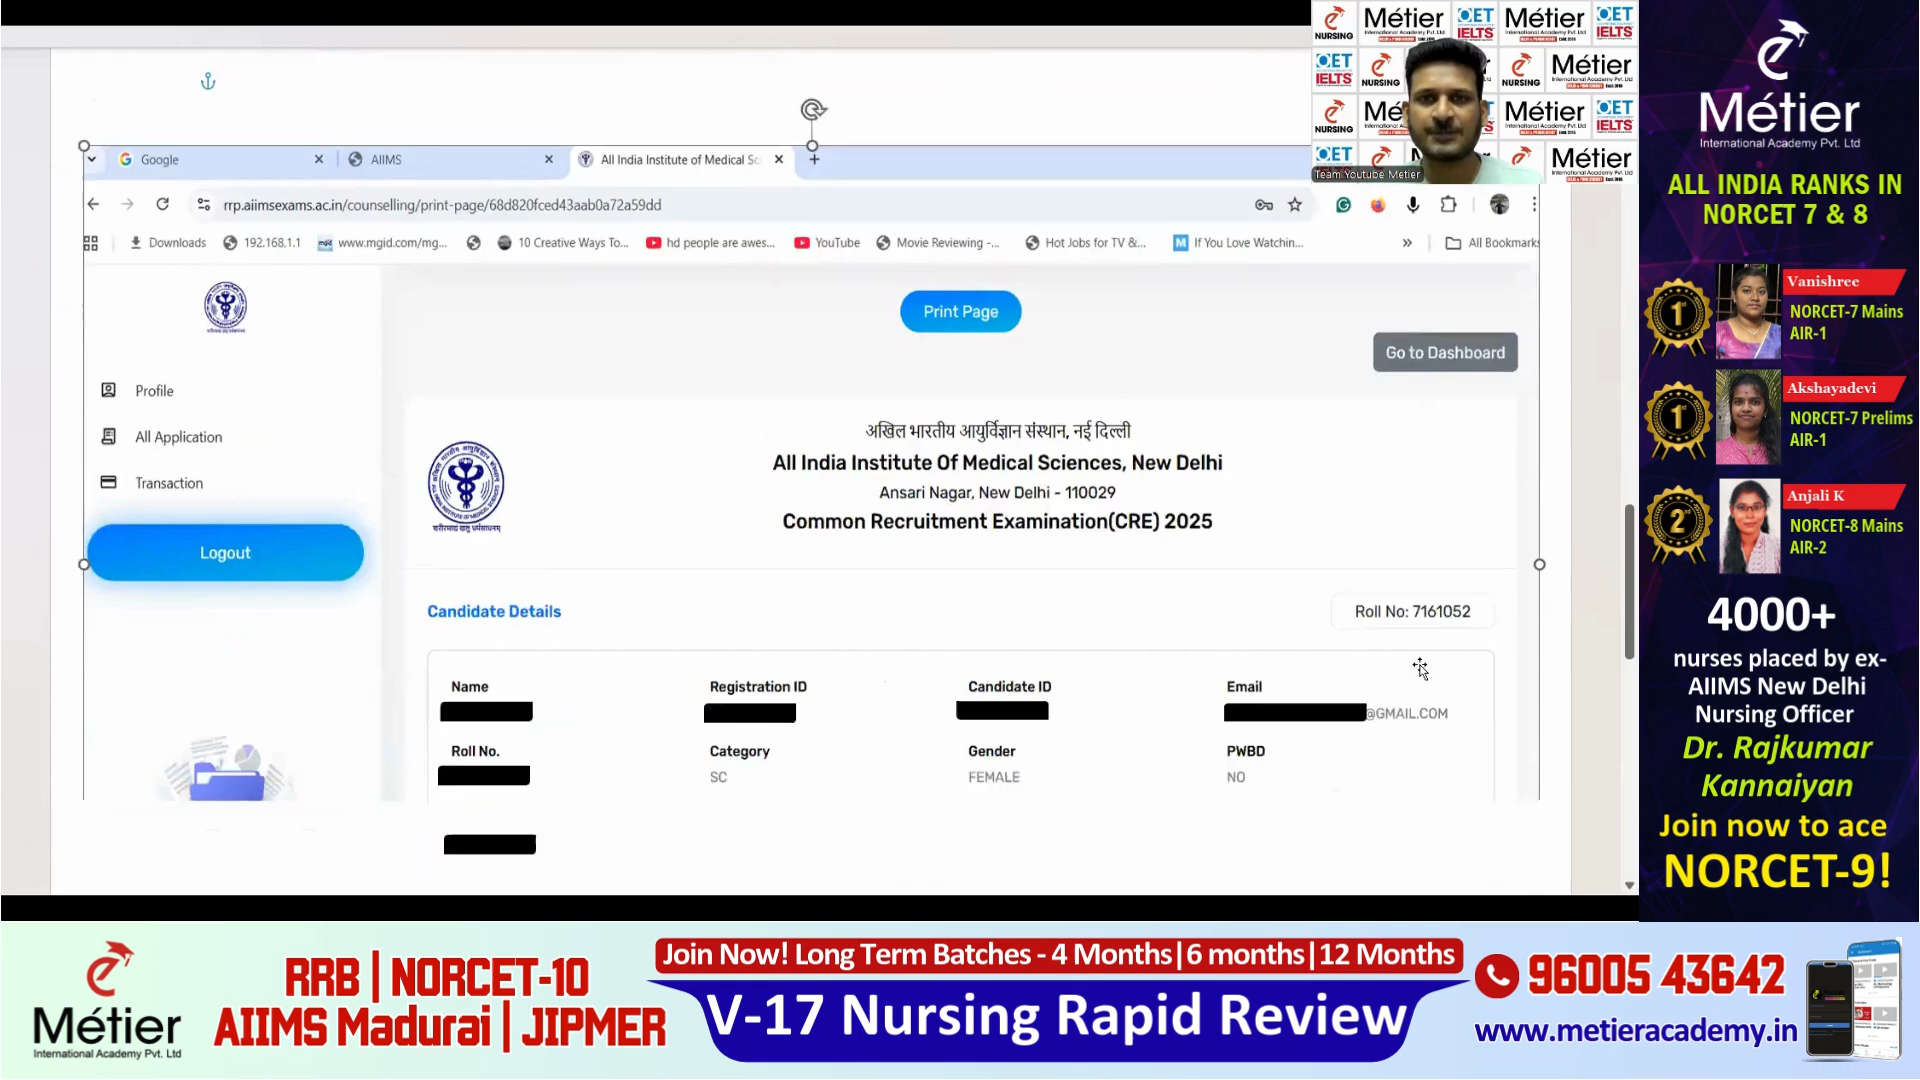 Google
AIIMS
All India Institute of Medical Sc
rrp.aiimsexams.ac.in/counselling/print-page/68d820fced43aab0a72a59dd
Downloads
192.168.1.1
www.mgid.com/mg...
10 Creative Ways To...
hd people are awes...
YouTube
Movie Reviewing -...
Hot Jobs for TV &...
If You Love Watchin...
»
All Bookmarks
Print Page
Go to Dashboard
Profile
All Application
Transaction
Logout
अखिल भारतीय आयुर्विज्ञान संस्थान, नई दिल्ली
All India Institute Of Medical Sciences, New Delhi
Ansari Nagar, New Delhi - 110029
Common Recruitment Examination(CRE) 2025
Candidate Details
Roll No: 7161052
Name
Registration ID
Candidate ID
Email
@GMAIL.COM
Roll No.
Category
Gender
PWBD
SC
FEMALE
NO
NURSING
Métier
OET
IELTS
Team Youtube Metier
Métier
International Academy Pvt. Ltd
ALL INDIA RANKS IN
NORCET 7 & 8
1st
Vanishree
NORCET-7 Mains
AIR-1
1st
Akshayadevi
NORCET-7 Prelims
AIR-1
2nd
Anjali K
NORCET-8 Mains
AIR-2
4000+
nurses placed by ex-
AIIMS New Delhi
Nursing Officer
Dr. Rajkumar
Kannaiyan
Join now to ace
NORCET-9!
Métier
International Academy Pvt. Ltd
RRB | NORCET-10
AIIMS Madurai | JIPMER
Join Now! Long Term Batches - 4 Months|6 months|12 Months
V-17 Nursing Rapid Review
96005 43642
www.metieracademy.in